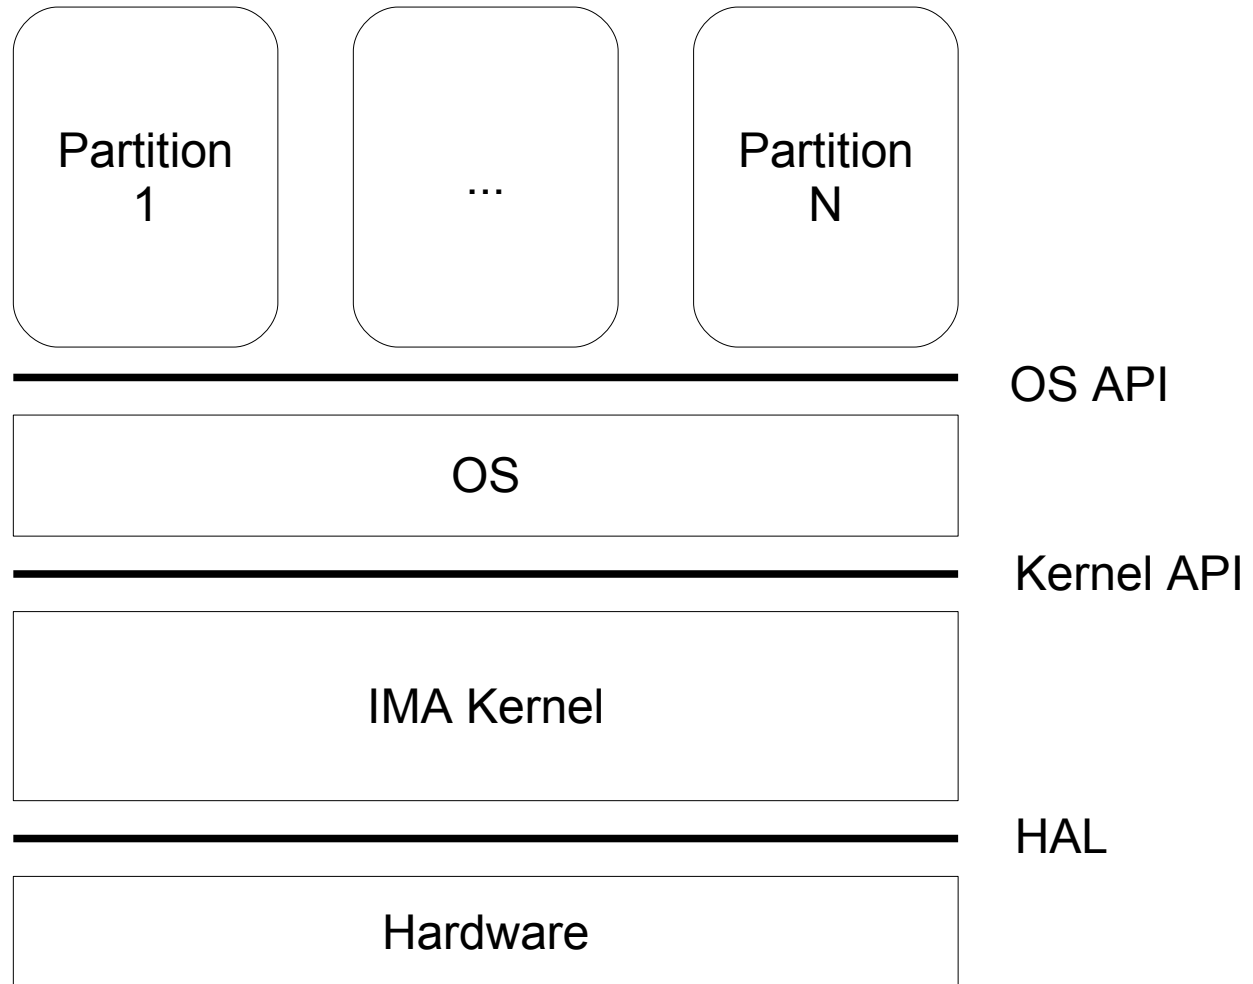 Partition
1
...
Partition
N
OS API
OS
Kernel API
IMA Kernel
HAL
Hardware